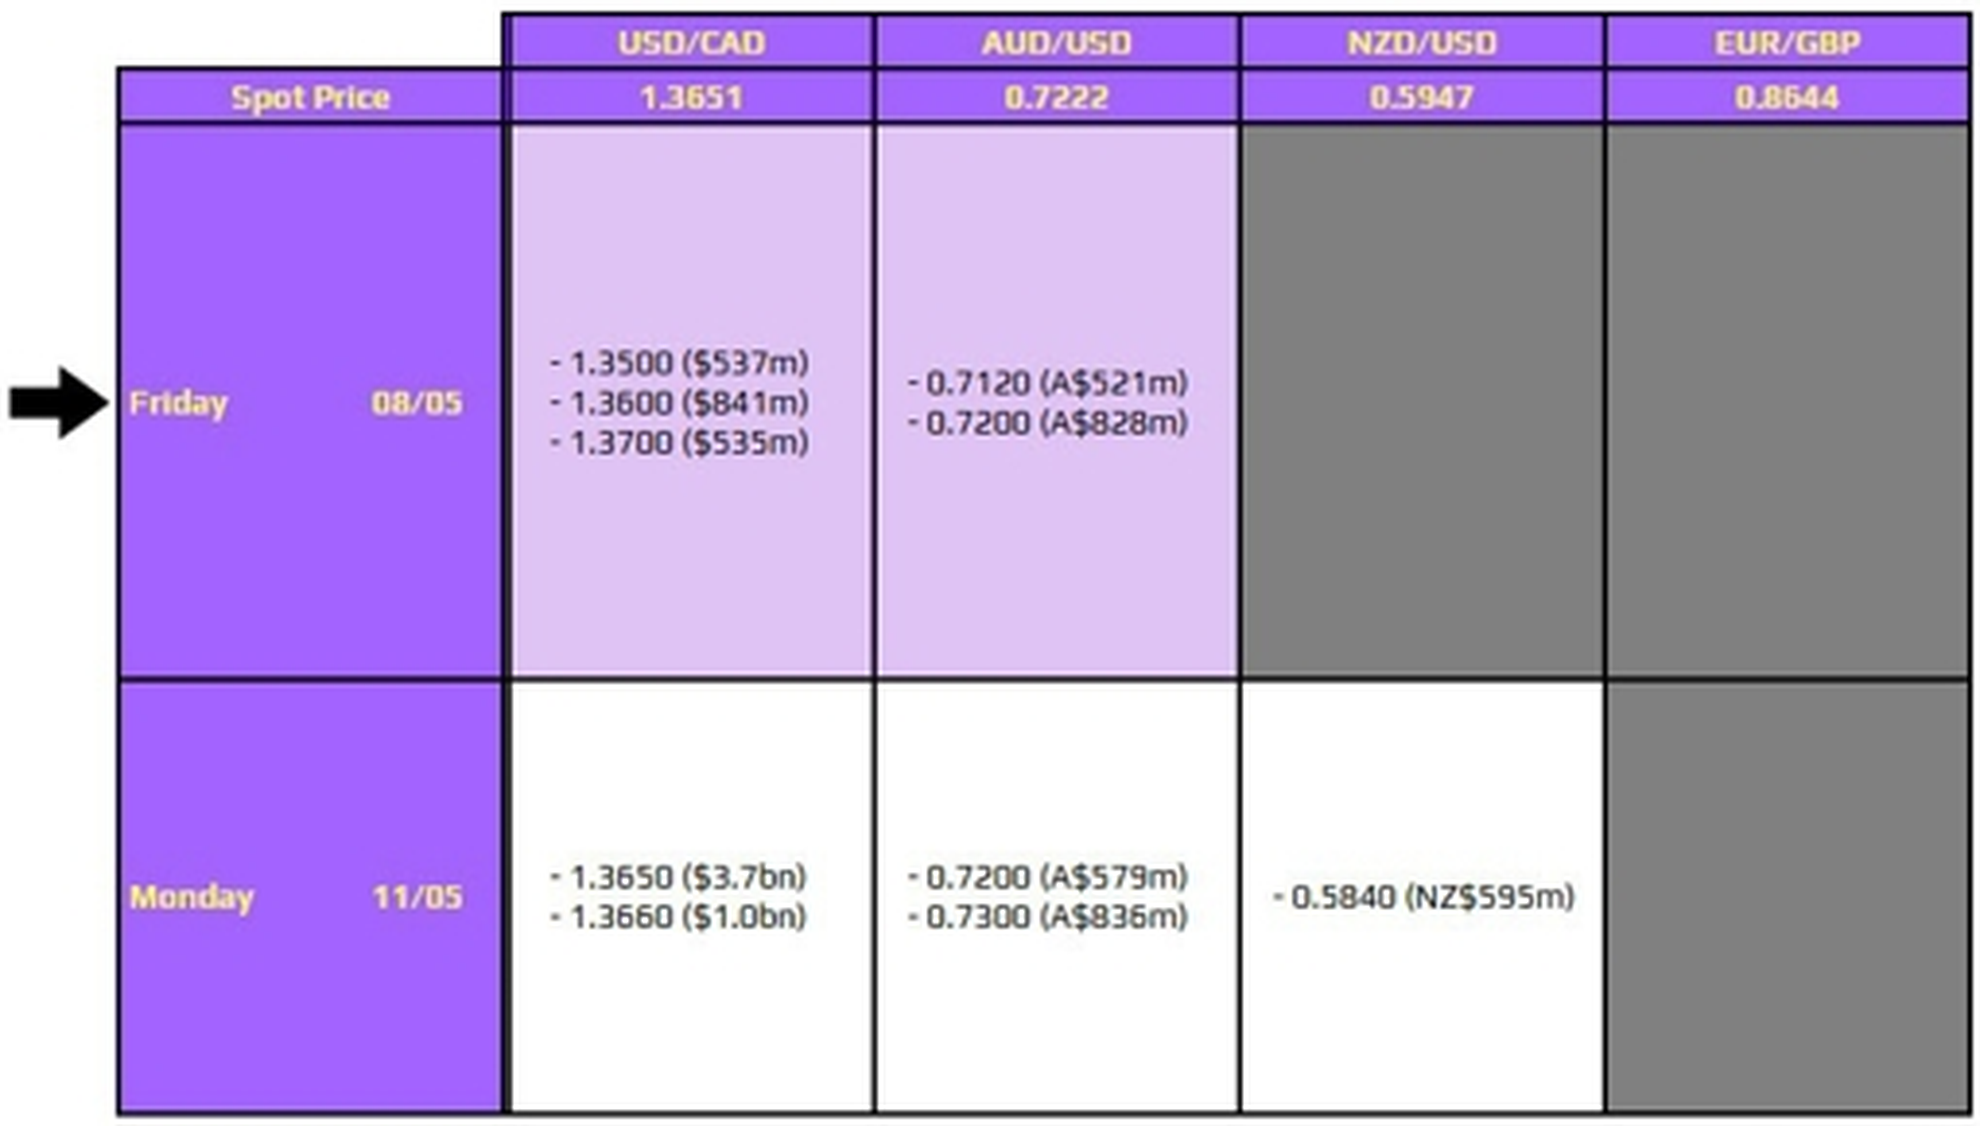 USD/CAD AUD/USD NZD/USD EUR/GBP
Spot Price 1.3651 0.7222 0.5947 0.8644
Friday 08/05
- 1.3500 ($537m)
- 1.3600 ($841m)
- 1.3700 ($535m)
- 0.7120 (A$521m)
- 0.7200 (A$828m)
Monday 11/05
- 1.3650 ($3.7bn)
- 1.3660 ($1.0bn)
- 0.7200 (A$579m)
- 0.7300 (A$836m)
- 0.5840 (NZ$595m)